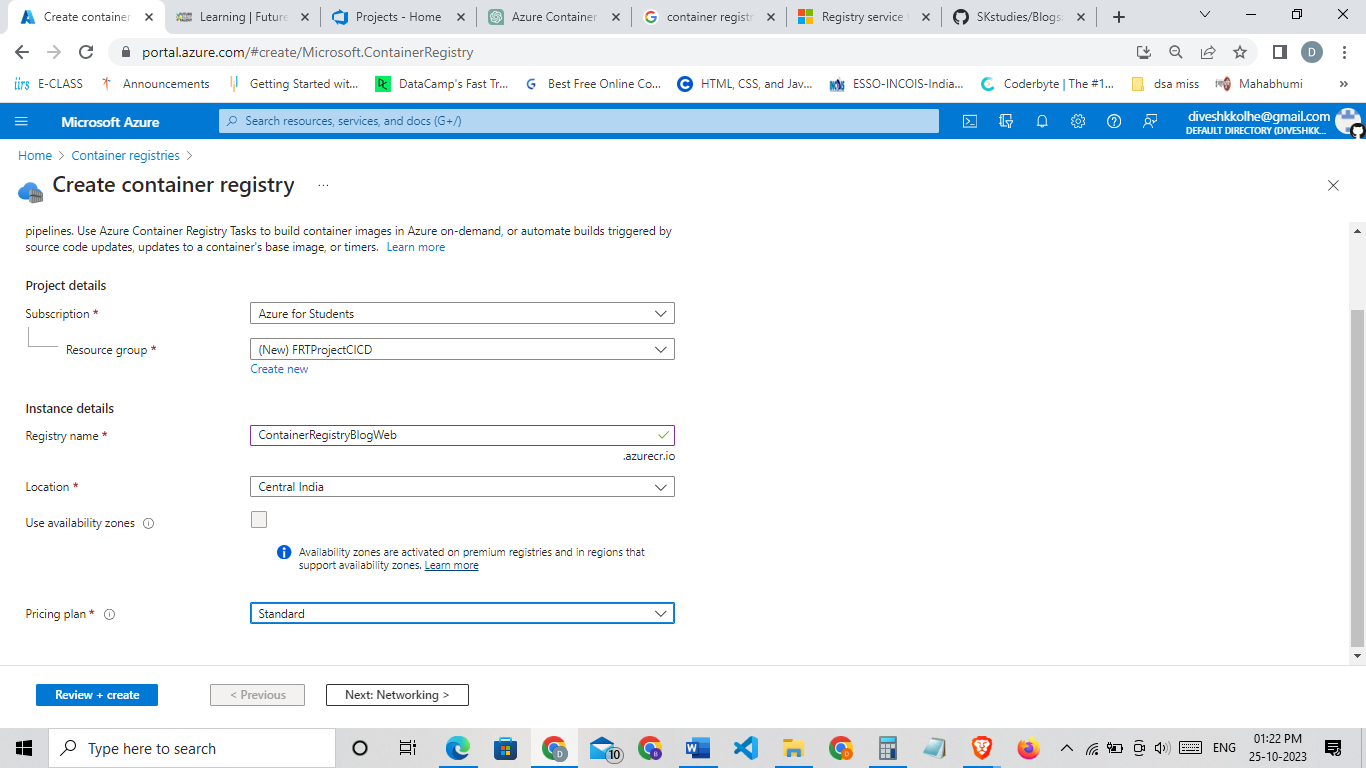 Create container
Learning | Future
Projects - Home
Azure Container
container registr
Registry service
SKstudies/Blogs
portal.azure.com/#create/Microsoft.ContainerRegistry
D
iirs E-CLASS
Announcements
Getting Started wit...
DataCamp's Fast Tr...
Best Free Online Co...
HTML, CSS, and Jav...
ESSO-INCOIS-India...
Coderbyte | The #1...
dsa miss
Mahabhumi
»
Microsoft Azure
Search resources, services, and docs (G+/)
diveshkkolhe@gmail.com
DEFAULT DIRECTORY (DIVESHKK...
Home > Container registries >
Create container registry ...
pipelines. Use Azure Container Registry Tasks to build container images in Azure on-demand, or automate builds triggered by
source code updates, updates to a container's base image, or timers. Learn more
Project details
Subscription *
Azure for Students
Resource group *
(New) FRTProjectCICD
Create new
Instance details
Registry name *
ContainerRegistryBlogWeb
.azurecr.io
Location *
Central India
Use availability zones
Availability zones are activated on premium registries and in regions that
support availability zones. Learn more
Pricing plan *
Standard
Review + create
< Previous
Next: Networking >
Type here to search
10
ENG
01:22 PM
25-10-2023